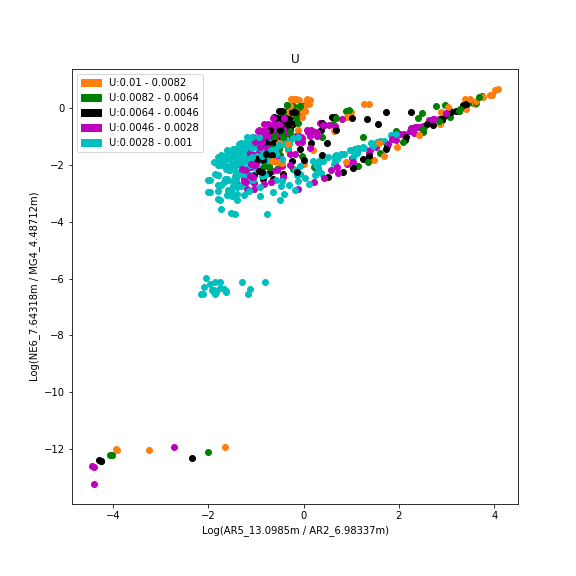 U
U:0.01 - 0.0082
U:0.0082 - 0.0064
U:0.0064 - 0.0046
U:0.0046 - 0.0028
U:0.0028 - 0.001
0
−2
−4
−6
−8
−10
−12
Log(NE6_7.64318m / MG4_4.48712m)
−4 −2 0 2 4
Log(AR5_13.0985m / AR2_6.98337m)